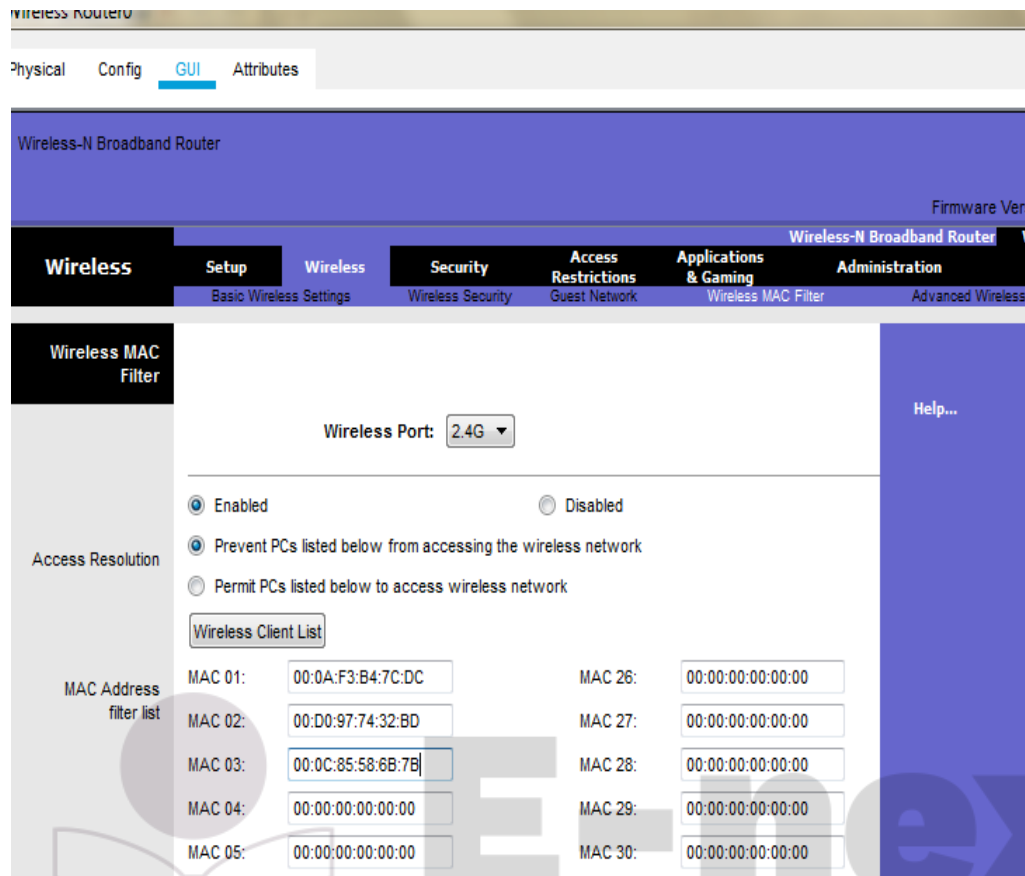 Wireless Router0
Physical Config GUI Attributes
Wireless-N Broadband Router
Firmware Ver
Wireless-N Broadband Router
Wireless
Setup Wireless Security Access Restrictions Applications & Gaming Administration
Basic Wireless Settings Wireless Security Guest Network Wireless MAC Filter Advanced Wireless
Wireless MAC
Filter
Help...
Wireless Port: 2.4G
Enabled Disabled
Access Resolution
Prevent PCs listed below from accessing the wireless network
Permit PCs listed below to access wireless network
Wireless Client List
MAC Address
filter list
MAC 01: 00:0A:F3:B4:7C:DC MAC 26: 00:00:00:00:00:00
MAC 02: 00:D0:97:74:32:BD MAC 27: 00:00:00:00:00:00
MAC 03: 00:0C:85:58:6B:7B MAC 28: 00:00:00:00:00:00
MAC 04: 00:00:00:00:00:00 MAC 29: 00:00:00:00:00:00
MAC 05: 00:00:00:00:00:00 MAC 30: 00:00:00:00:00:00
E-nex